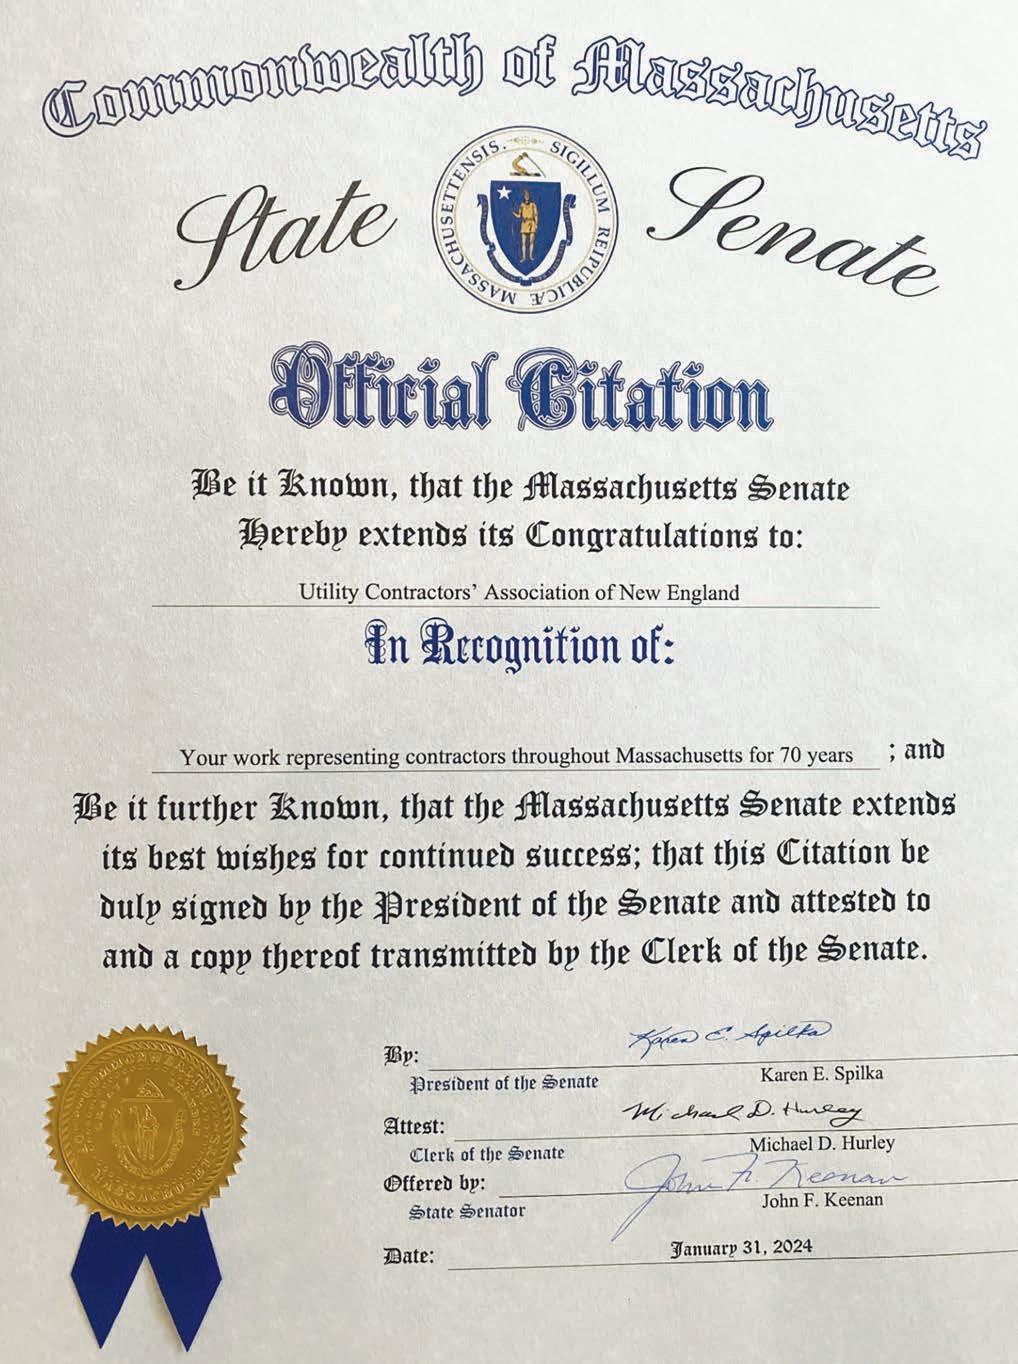 Commonwealth of Massachusetts
State Senate
SIGILLUM REIPUBLICÆ MASSACHUSETTENSIS.
Official Citation
Be it Known, that the Massachusetts Senate
Hereby extends its Congratulations to:
Utility Contractors' Association of New England
In Recognition of:
Your work representing contractors throughout Massachusetts for 70 years ; and
Be it further Known, that the Massachusetts Senate extends
its best wishes for continued success; that this Citation be
duly signed by the President of the Senate and attested to
and a copy thereof transmitted by the Clerk of the Senate.
Karen E. Spilka
By:
President of the Senate Karen E. Spilka
Michael D. Hurley
Attest:
Clerk of the Senate Michael D. Hurley
John F. Keenan
Offered by:
State Senator John F. Keenan
Date: January 31, 2024